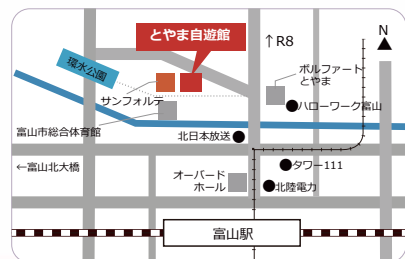 とやま自遊館
↑R8
N
環水公園
ボルファート
とやま
サンフォルテ
ハローワーク富山
富山市総合体育館
北日本放送
←富山北大橋
タワー111
オーバード
ホール
北陸電力
富山駅